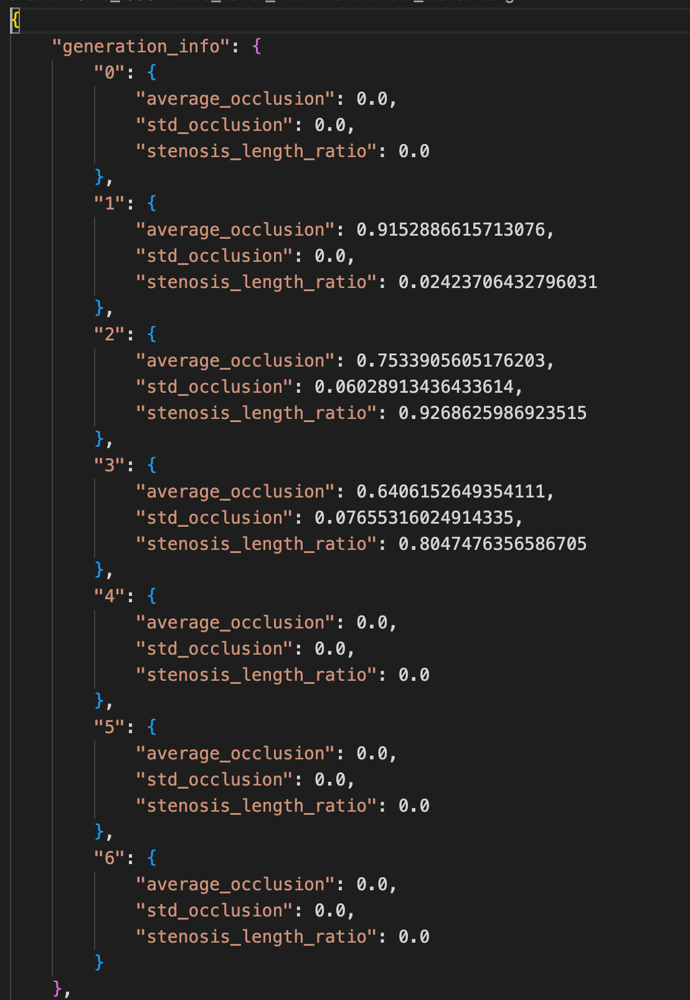 {
    "generation_info": {
        "0": {
            "average_occlusion": 0.0,
            "std_occlusion": 0.0,
            "stenosis_length_ratio": 0.0
        },
        "1": {
            "average_occlusion": 0.9152886615713076,
            "std_occlusion": 0.0,
            "stenosis_length_ratio": 0.02423706432796031
        },
        "2": {
            "average_occlusion": 0.7533905605176203,
            "std_occlusion": 0.06028913436433614,
            "stenosis_length_ratio": 0.9268625986923515
        },
        "3": {
            "average_occlusion": 0.6406152649354111,
            "std_occlusion": 0.07655316024914335,
            "stenosis_length_ratio": 0.8047476356586705
        },
        "4": {
            "average_occlusion": 0.0,
            "std_occlusion": 0.0,
            "stenosis_length_ratio": 0.0
        },
        "5": {
            "average_occlusion": 0.0,
            "std_occlusion": 0.0,
            "stenosis_length_ratio": 0.0
        },
        "6": {
            "average_occlusion": 0.0,
            "std_occlusion": 0.0,
            "stenosis_length_ratio": 0.0
        }
    },